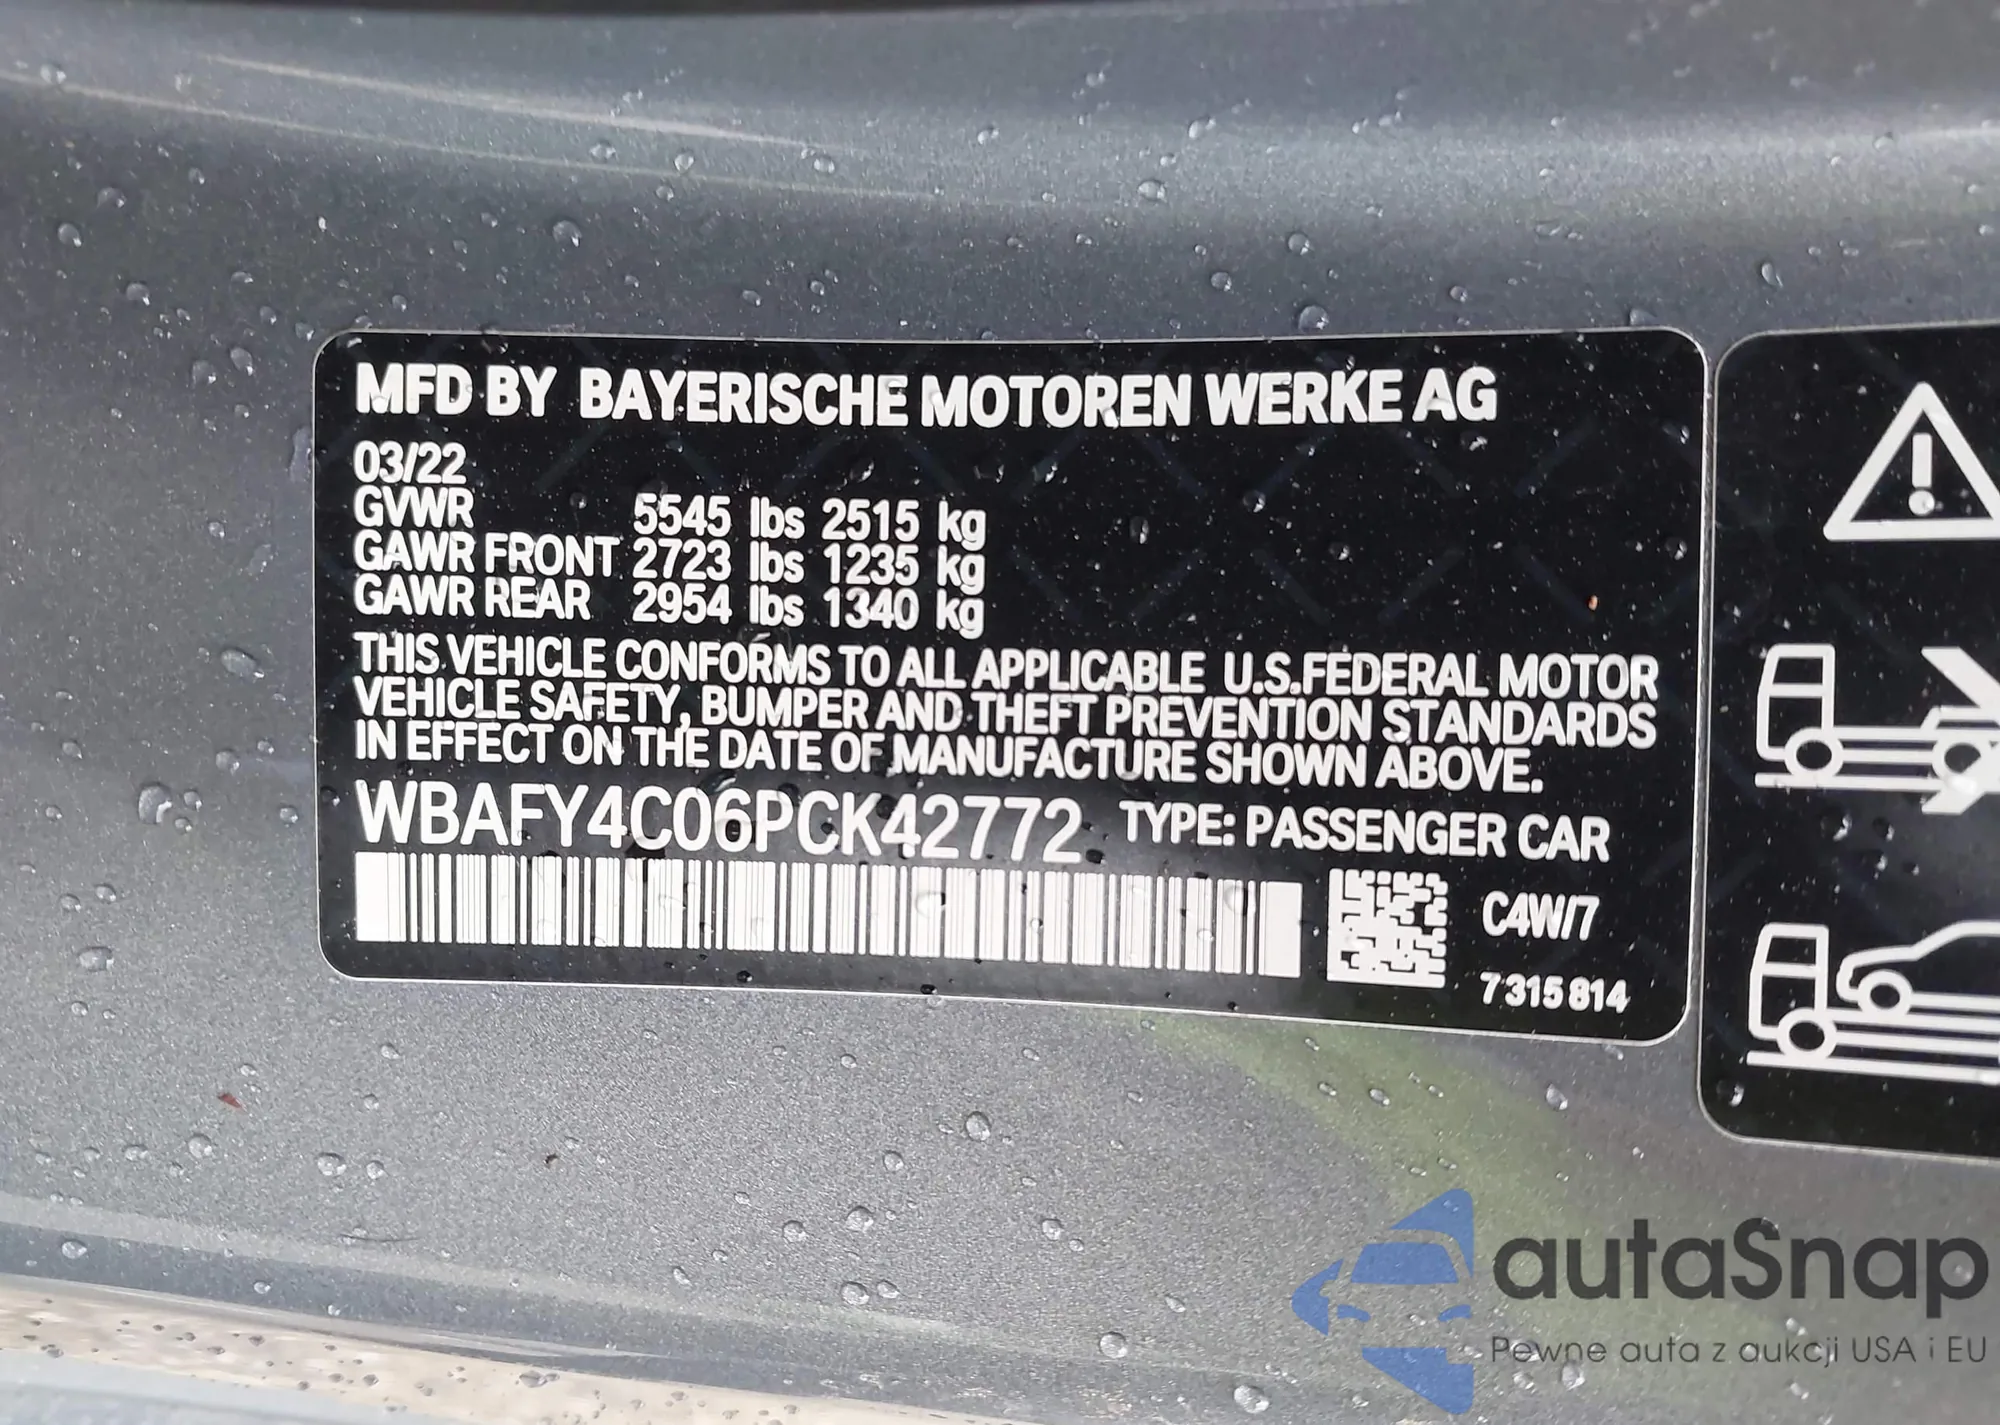 MFD BY BAYERISCHE MOTOREN WERKE AG
03/22
GVWR 5545 lbs 2515 kg
GAWR FRONT 2723 lbs 1235 kg
GAWR REAR 2954 lbs 1340 kg
THIS VEHICLE CONFORMS TO ALL APPLICABLE U.S.FEDERAL MOTOR
VEHICLE SAFETY, BUMPER AND THEFT PREVENTION STANDARDS
IN EFFECT ON THE DATE OF MANUFACTURE SHOWN ABOVE.
WBAFY4C06PCK42772 TYPE: PASSENGER CAR
C4W/7
7 315 814
autaSnap
Pewne auta z aukcji USA i EU